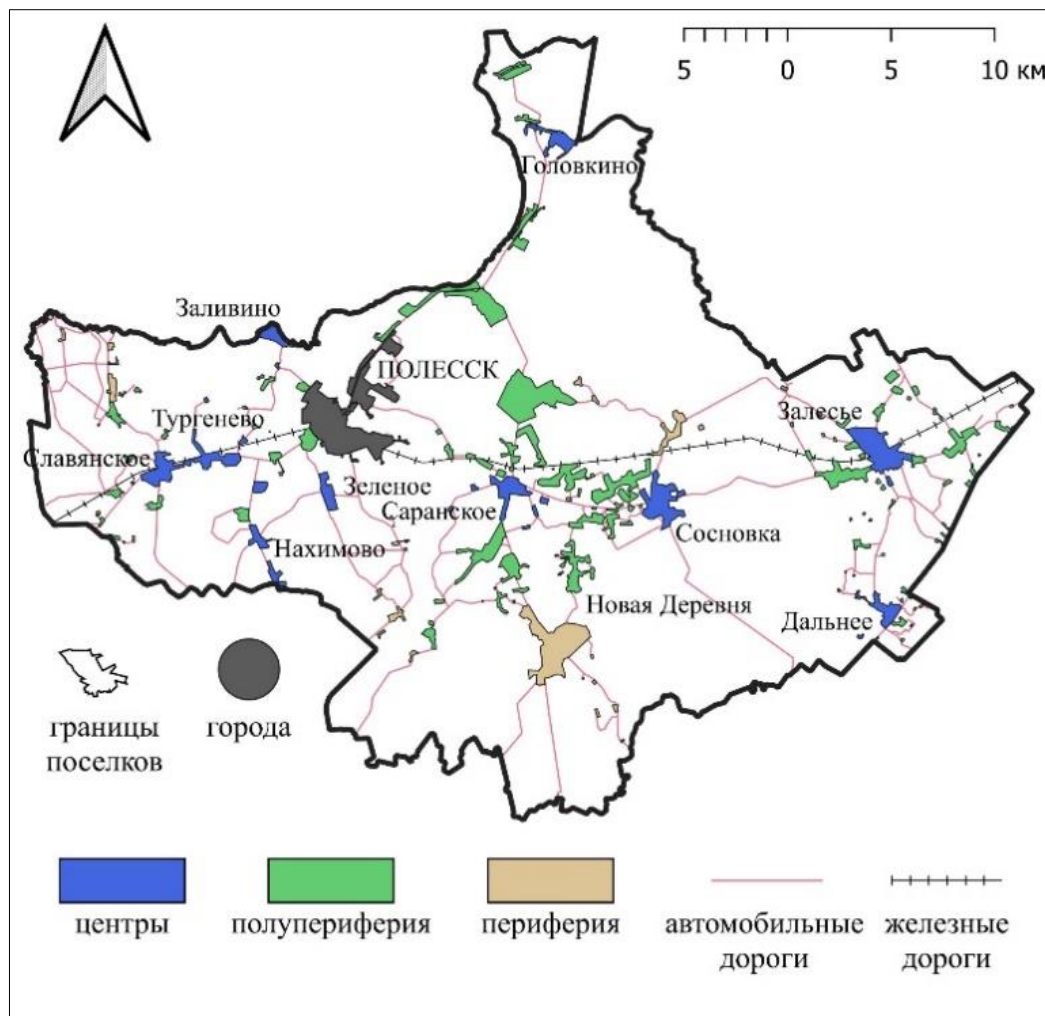 5 0 5 10 км
Головкино
Заливино
ПОЛЕССК
Тургенево
Залесье
Славянское
Зеленое
Саранское
Сосновка
Нахимово
Новая Деревня
Дальнее
границы
поселков
города
центры
полупериферия
периферия
автомобильные
дороги
железные
дороги